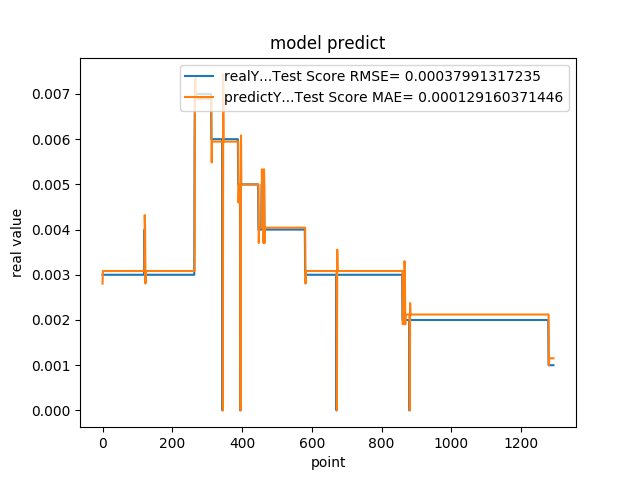 model predict
realY...Test Score RMSE= 0.00037991317235
predictY...Test Score MAE= 0.000129160371446
0.007
0.006
0.005
0.004
0.003
0.002
0.001
0.000
real value
0 200 400 600 800 1000 1200
point